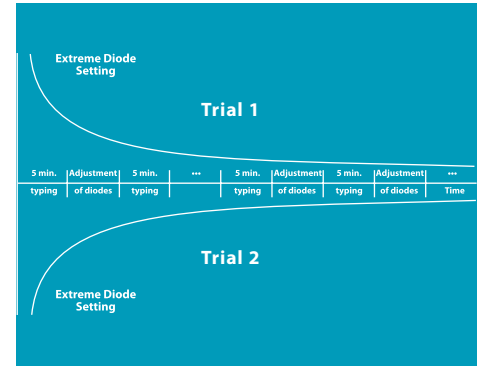 Extreme Diode
Setting
Trial 1
5 min. Adjustment 5 min. ... 5 min. Adjustment 5 min. Adjustment ...
typing of diodes typing typing of diodes typing of diodes Time
Trial 2
Extreme Diode
Setting